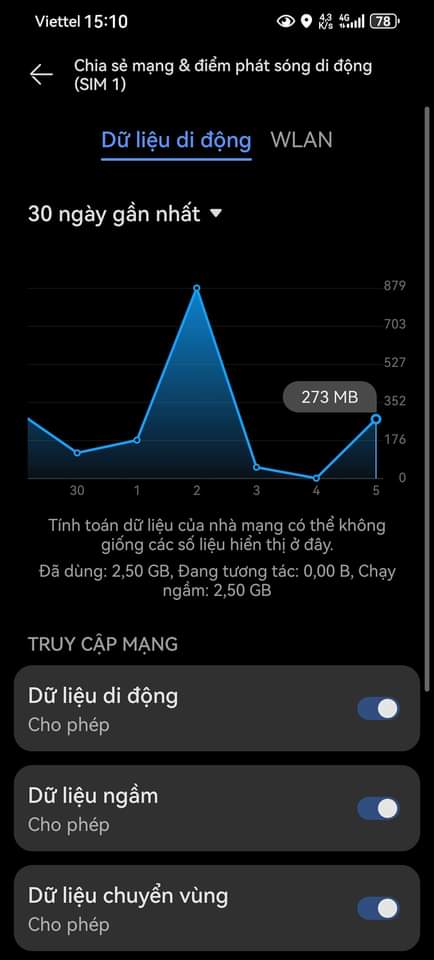 Viettel 15:10
4,3 K/s 4G 78
Chia sẻ mạng & điểm phát sóng di động
(SIM 1)
Dữ liệu di động WLAN
30 ngày gần nhất
879
703
527
273 MB
352
176
0
30 1 2 3 4 5
Tính toán dữ liệu của nhà mạng có thể không
giống các số liệu hiển thị ở đây.
Đã dùng: 2,50 GB, Đang tương tác: 0,00 B, Chạy
ngầm: 2,50 GB
TRUY CẬP MẠNG
Dữ liệu di động
Cho phép
Dữ liệu ngầm
Cho phép
Dữ liệu chuyển vùng
Cho phép